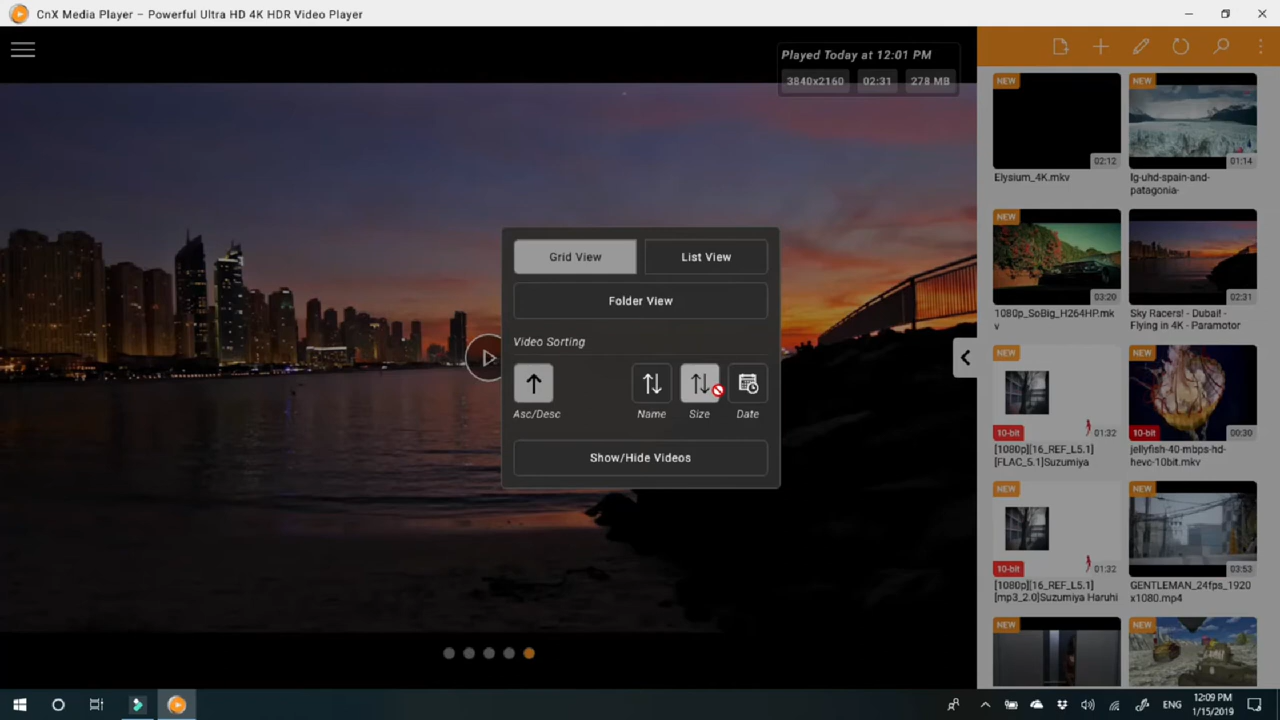 CnX Media Player – Powerful Ultra HD 4K HDR Video Player
Played Today at 12:01 PM
3840x2160 02:31 278 MB
Grid View List View
Folder View
Video Sorting
Asc/Desc Name Size Date
Show/Hide Videos
NEW NEW
02:12 01:14
Elysium_4K.mkv
lg-uhd-spain-and-
patagonia-
NEW NEW
03:20 02:31
1080p_SoBig_H264HP.mk
v
Sky Racers! - Dubai! -
Flying in 4K - Paramotor
NEW NEW
10-bit 01:32 10-bit 00:30
[1080p][16_REF_L5.1]
[FLAC_5.1]Suzumiya
jellyfish-40-mbps-hd-
hevc-10bit.mkv
NEW NEW
10-bit 01:32 03:53
[1080p][16_REF_L5.1]
[mp3_2.0]Suzumiya Haruhi
GENTLEMAN_24fps_1920
x1080.mp4
NEW NEW
ENG
12:09 PM
1/15/2019